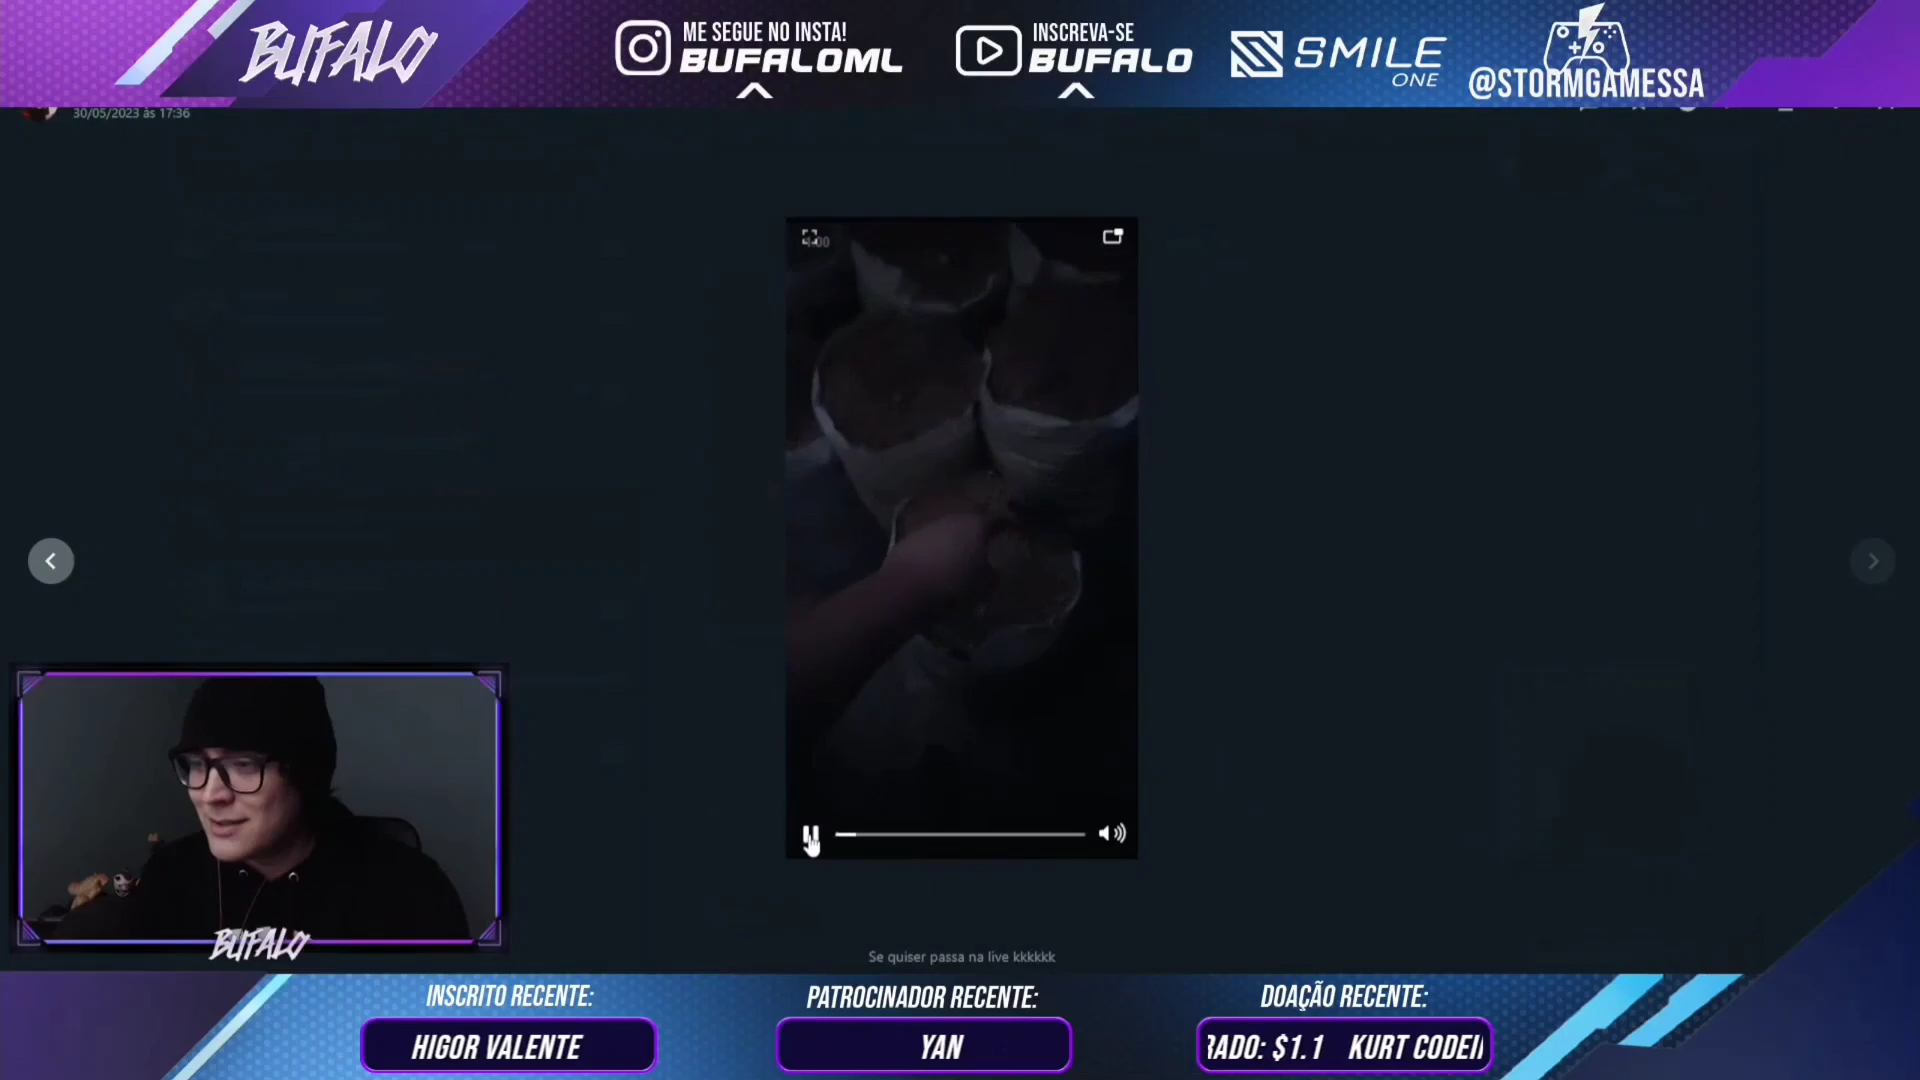 BUFALO
ME SEGUE NO INSTA!
BUFALOML
INSCREVA-SE
BUFALO
SMILE
ONE
@STORMGAMESSA
30/05/2023 às 17:36
BUFALO
Se quiser passa na live kkkkkk
INSCRITO RECENTE:
HIGOR VALENTE
PATROCINADOR RECENTE:
YAN
DOAÇÃO RECENTE:
RADO: $1.1 KURT CODEI